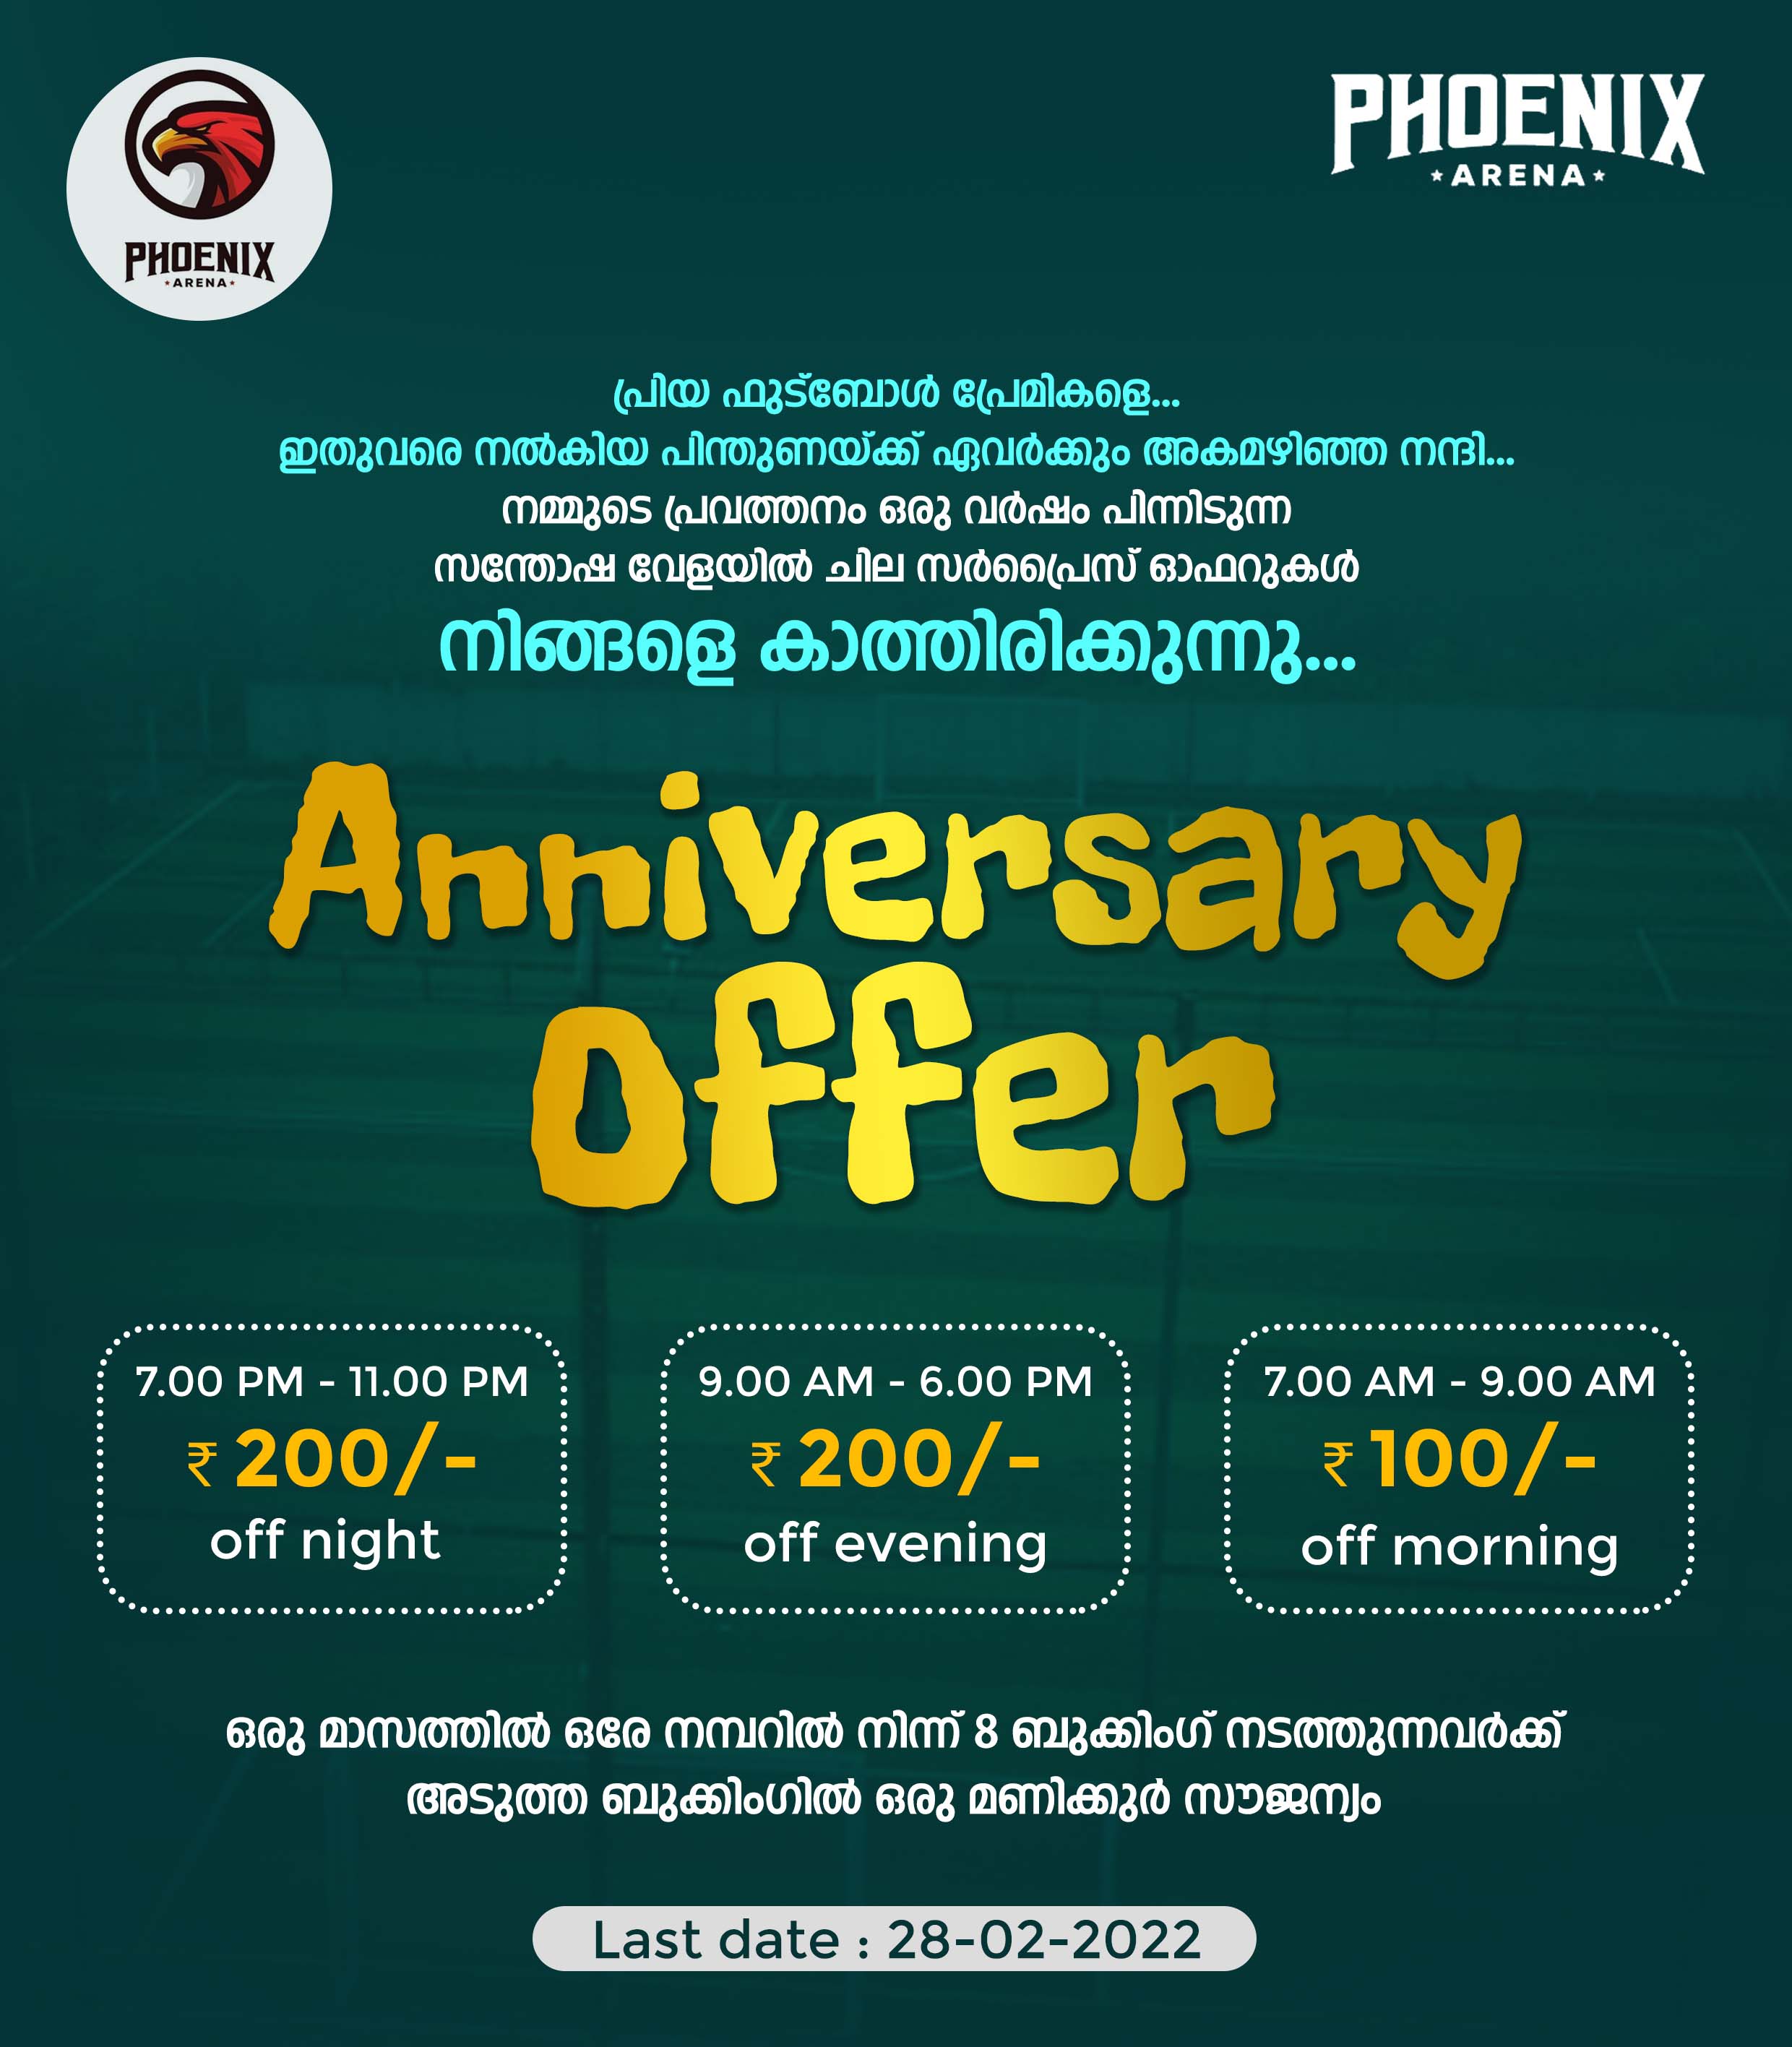 PHOENIX
ARENA
PHOENIX
ARENA
പ്രിയ ഫുട്ബോൾ പ്രേമികളെ...
ഇതുവരെ നൽകിയ പിന്തുണയ്ക്ക് ഏവർക്കും അകമഴിഞ്ഞ നന്ദി...
നമ്മുടെ പ്രവത്തനം ഒരു വർഷം പിന്നിടുന്ന
സന്തോഷ വേളയിൽ ചില സർപ്രൈസ് ഓഫറുകൾ
നിങ്ങളെ കാത്തിരിക്കുന്നു...
Anniversary
Offer
7.00 PM - 11.00 PM
₹ 200/-
off night
9.00 AM - 6.00 PM
₹ 200/-
off evening
7.00 AM - 9.00 AM
₹ 100/-
off morning
ഒരു മാസത്തിൽ ഒരേ നമ്പറിൽ നിന്ന് 8 ബുക്കിംഗ് നടത്തുന്നവർക്ക്
അടുത്ത ബുക്കിംഗിൽ ഒരു മണിക്കുർ സൗജന്യം
Last date : 28-02-2022